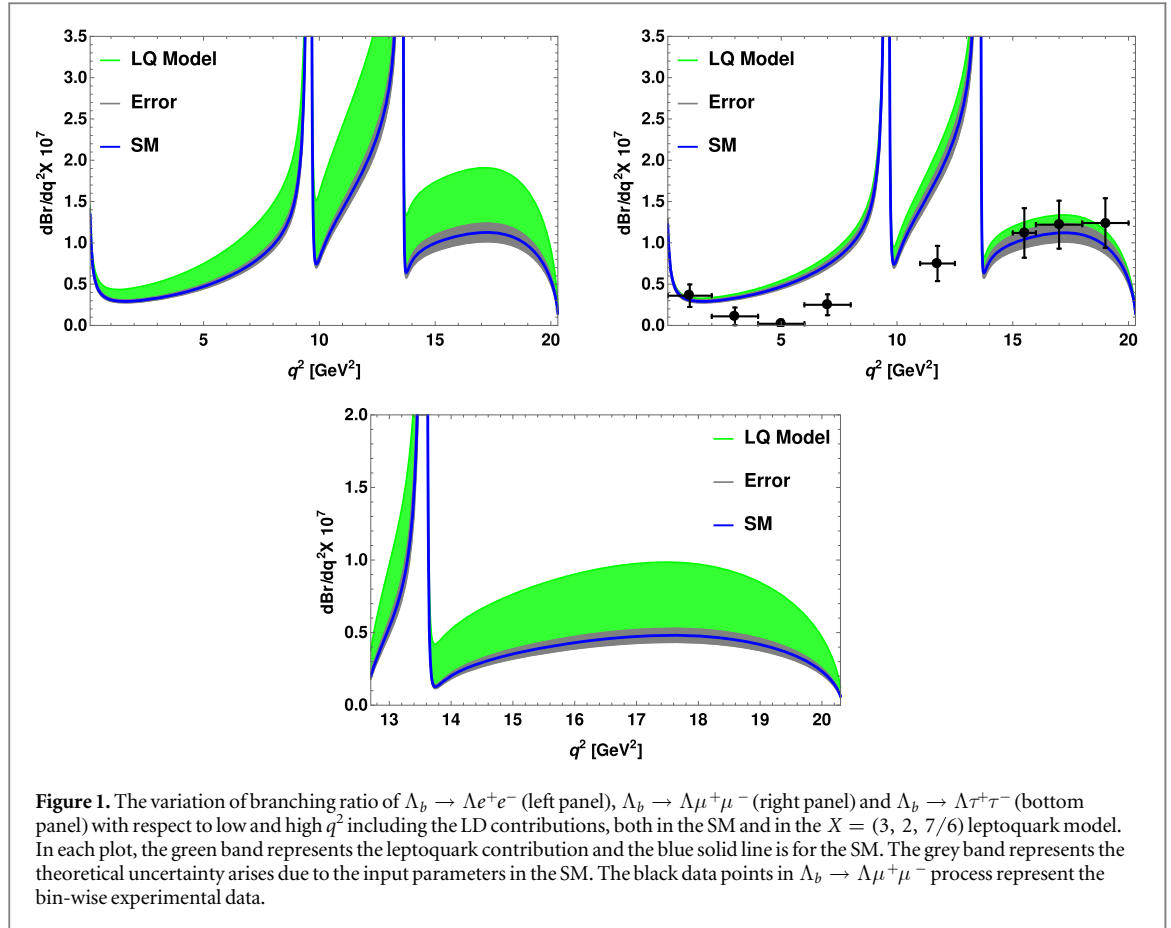 3.5
3.0
2.5
2.0
1.5
1.0
0.5
0.0
dBr/dq²X 10⁷
LQ Model
Error
SM
5 10 15 20
q² [GeV²]
3.5
3.0
2.5
2.0
1.5
1.0
0.5
0.0
dBr/dq²X 10⁷
LQ Model
Error
SM
5 10 15 20
q² [GeV²]
2.0
1.5
1.0
0.5
0.0
dBr/dq²X 10⁷
LQ Model
Error
SM
13 14 15 16 17 18 19 20
q² [GeV²]
Figure 1. The variation of branching ratio of Λ_b → Λe⁺e⁻ (left panel), Λ_b → Λμ⁺μ⁻ (right panel) and Λ_b → Λτ⁺τ⁻ (bottom
panel) with respect to low and high q² including the LD contributions, both in the SM and in the X = (3, 2, 7/6) leptoquark model.
In each plot, the green band represents the leptoquark contribution and the blue solid line is for the SM. The grey band represents the
theoretical uncertainty arises due to the input parameters in the SM. The black data points in Λ_b → Λμ⁺μ⁻ process represent the
bin-wise experimental data.